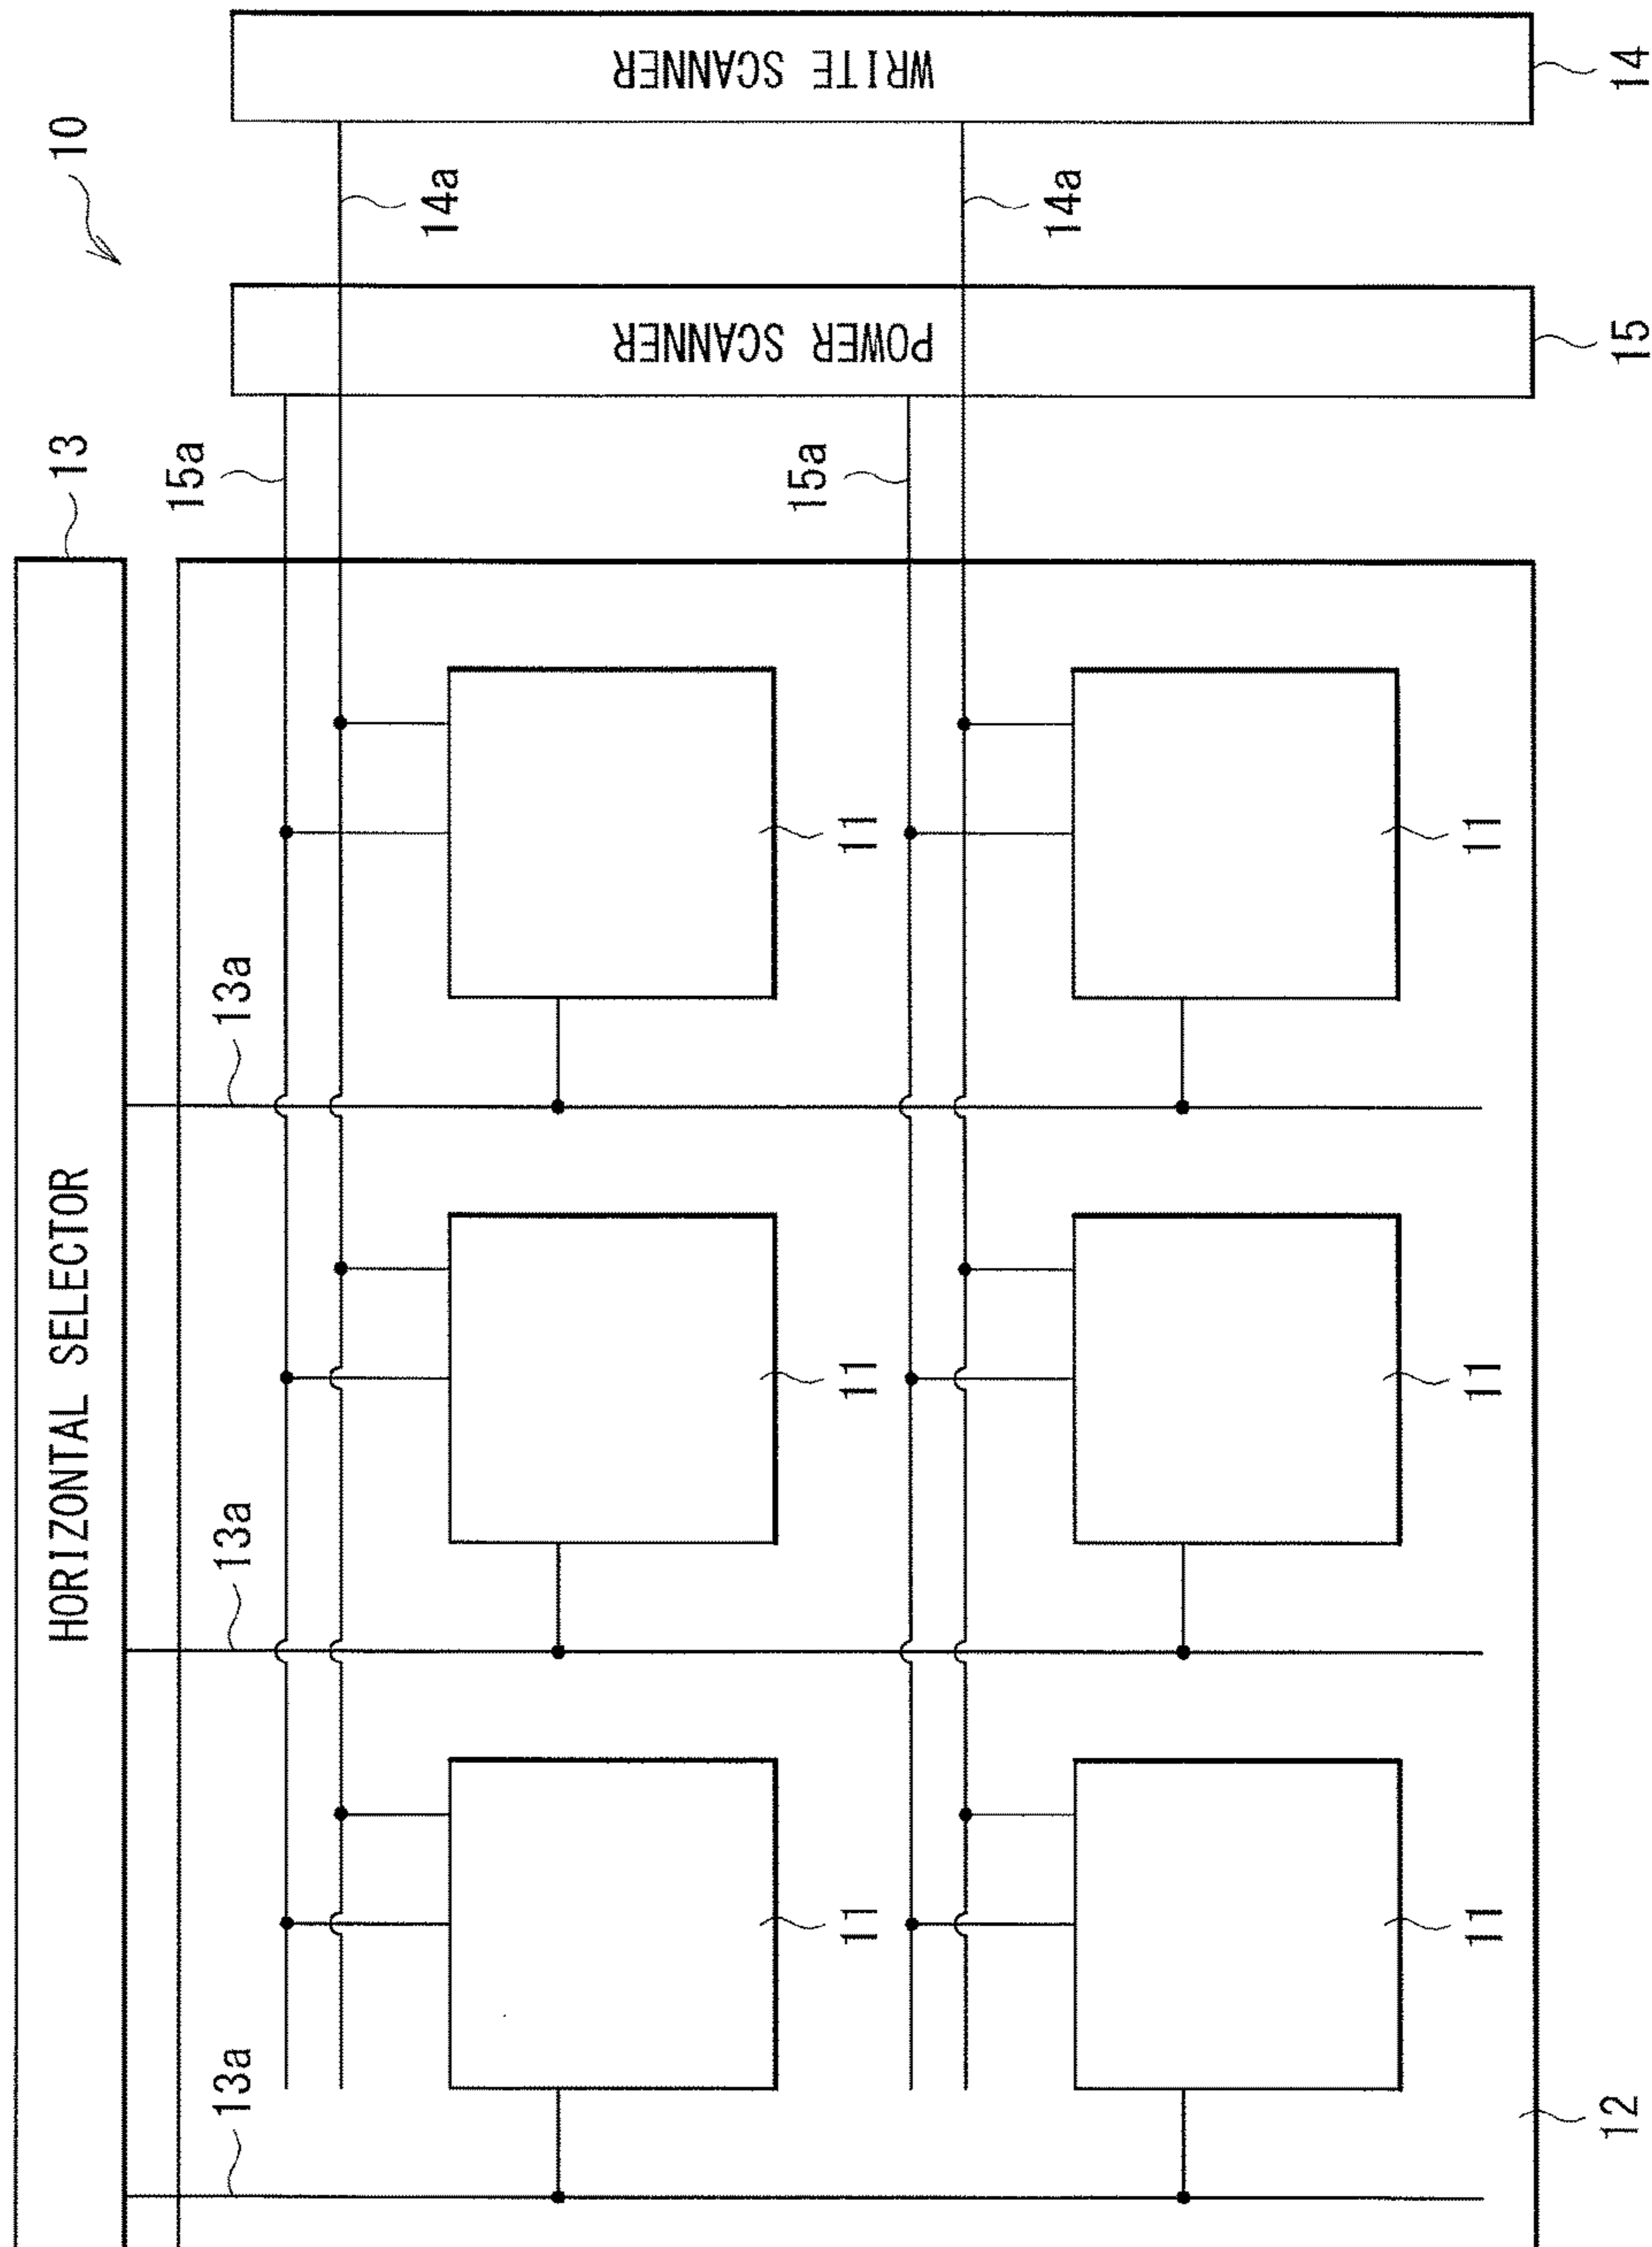 HORIZONTAL SELECTOR
13
10
15a
13a
13a
13a
14a
POWER SCANNER
WRITE SCANNER
15a
11
11
11
14a
11
11
11
12
15
14